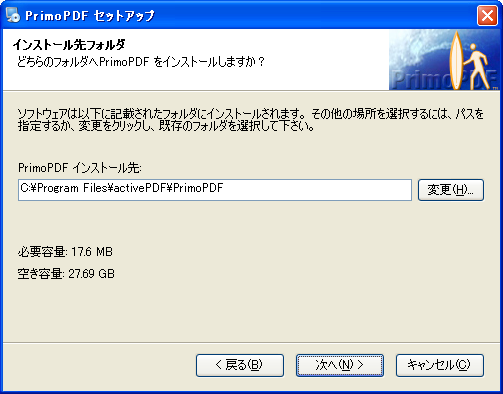 PrimoPDF セットアップ
インストール先フォルダ
どちらのフォルダへPrimoPDF をインストールしますか？
PrimoPDF
ソフトウェアは以下に記載されたフォルダにインストールされます。その他の場所を選択するには、パスを
指定するか、変更をクリックし、既存のフォルダを選択して下さい。
PrimoPDF インストール先:
C:¥Program Files¥activePDF¥PrimoPDF
変更(H)...
必要容量: 17.6 MB
空き容量: 27.69 GB
< 戻る(B)
次へ(N) >
キャンセル(C)